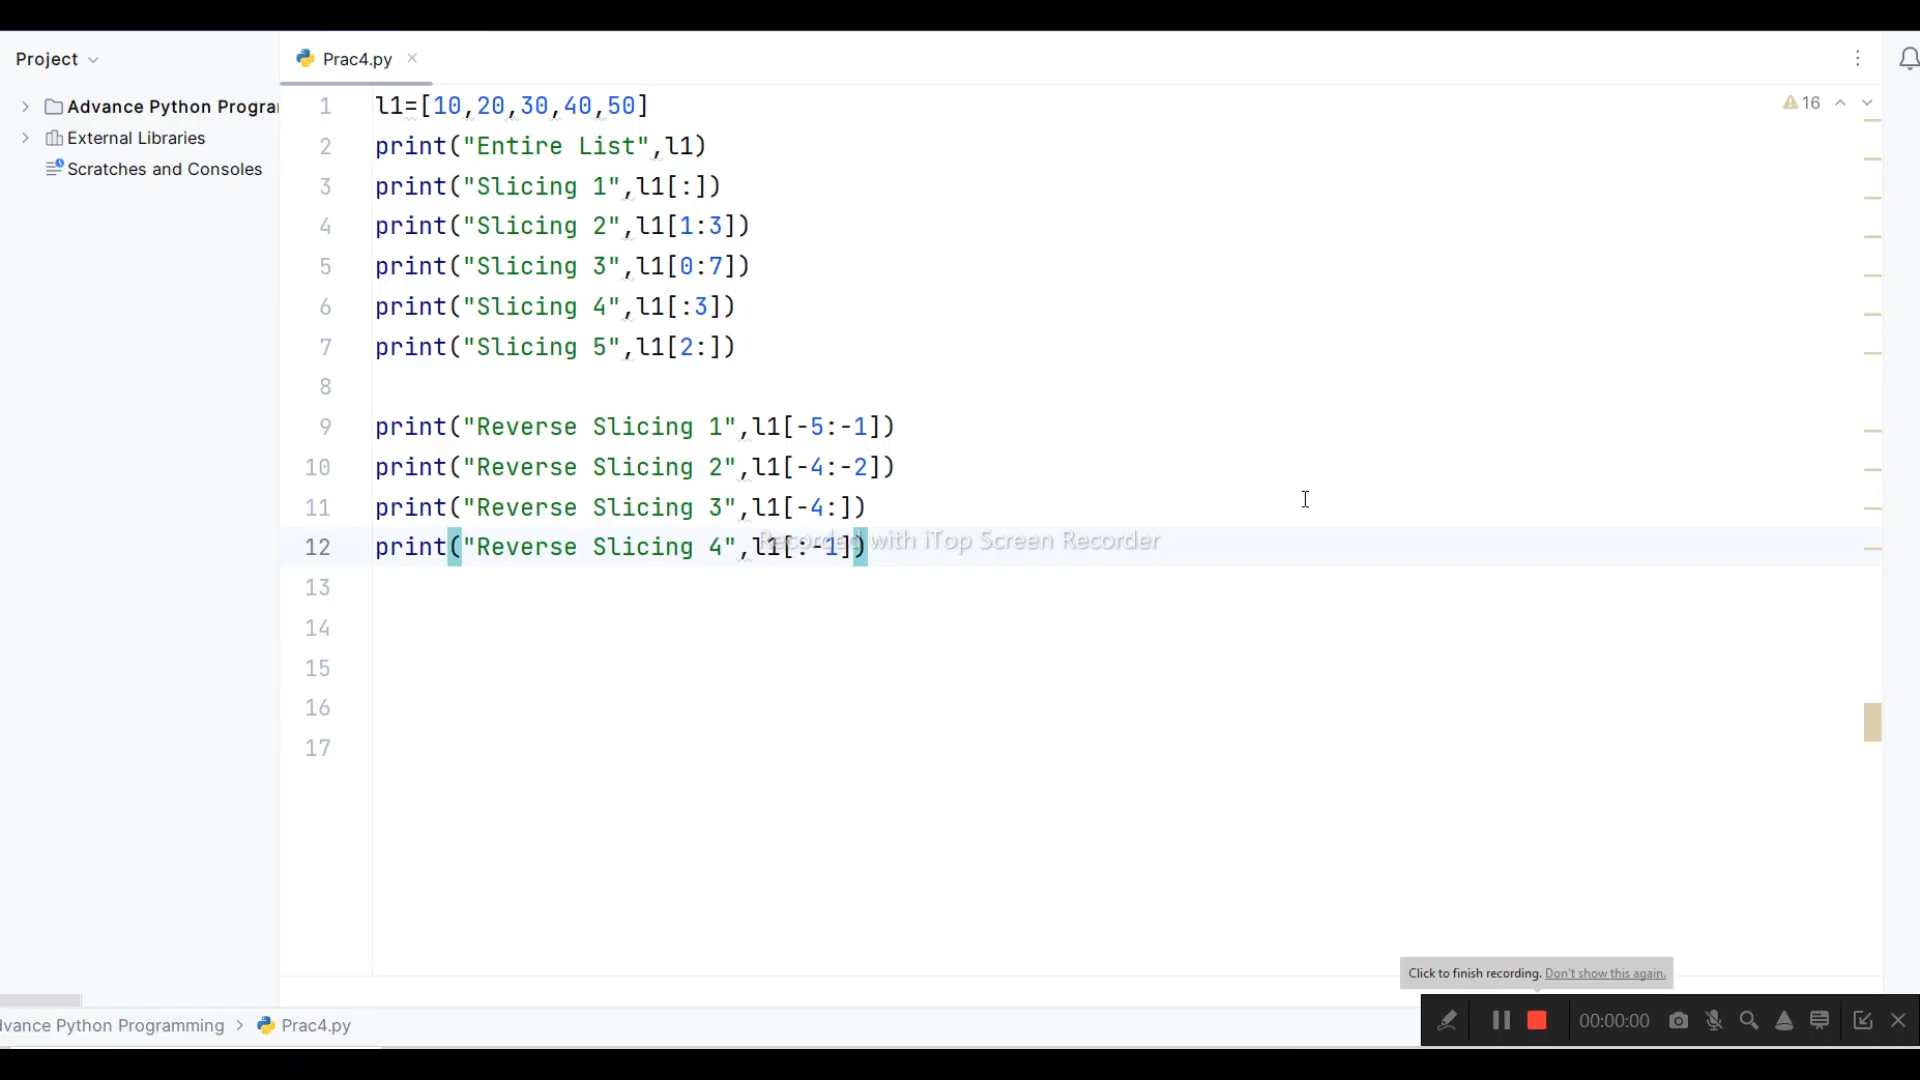 Project
Prac4.py
Advance Python Progra
External Libraries
Scratches and Consoles
16
1 l1=[10,20,30,40,50]
2 print("Entire List",l1)
3 print("Slicing 1",l1[:])
4 print("Slicing 2",l1[1:3])
5 print("Slicing 3",l1[0:7])
6 print("Slicing 4",l1[:3])
7 print("Slicing 5",l1[2:])
8
9 print("Reverse Slicing 1",l1[-5:-1])
10 print("Reverse Slicing 2",l1[-4:-2])
11 print("Reverse Slicing 3",l1[-4:])
12 print("Reverse Slicing 4",l1[:-1])
Recorded with iTop Screen Recorder
13
14
15
16
17
Click to finish recording. Don't show this again.
dvance Python Programming > Prac4.py
00:00:00